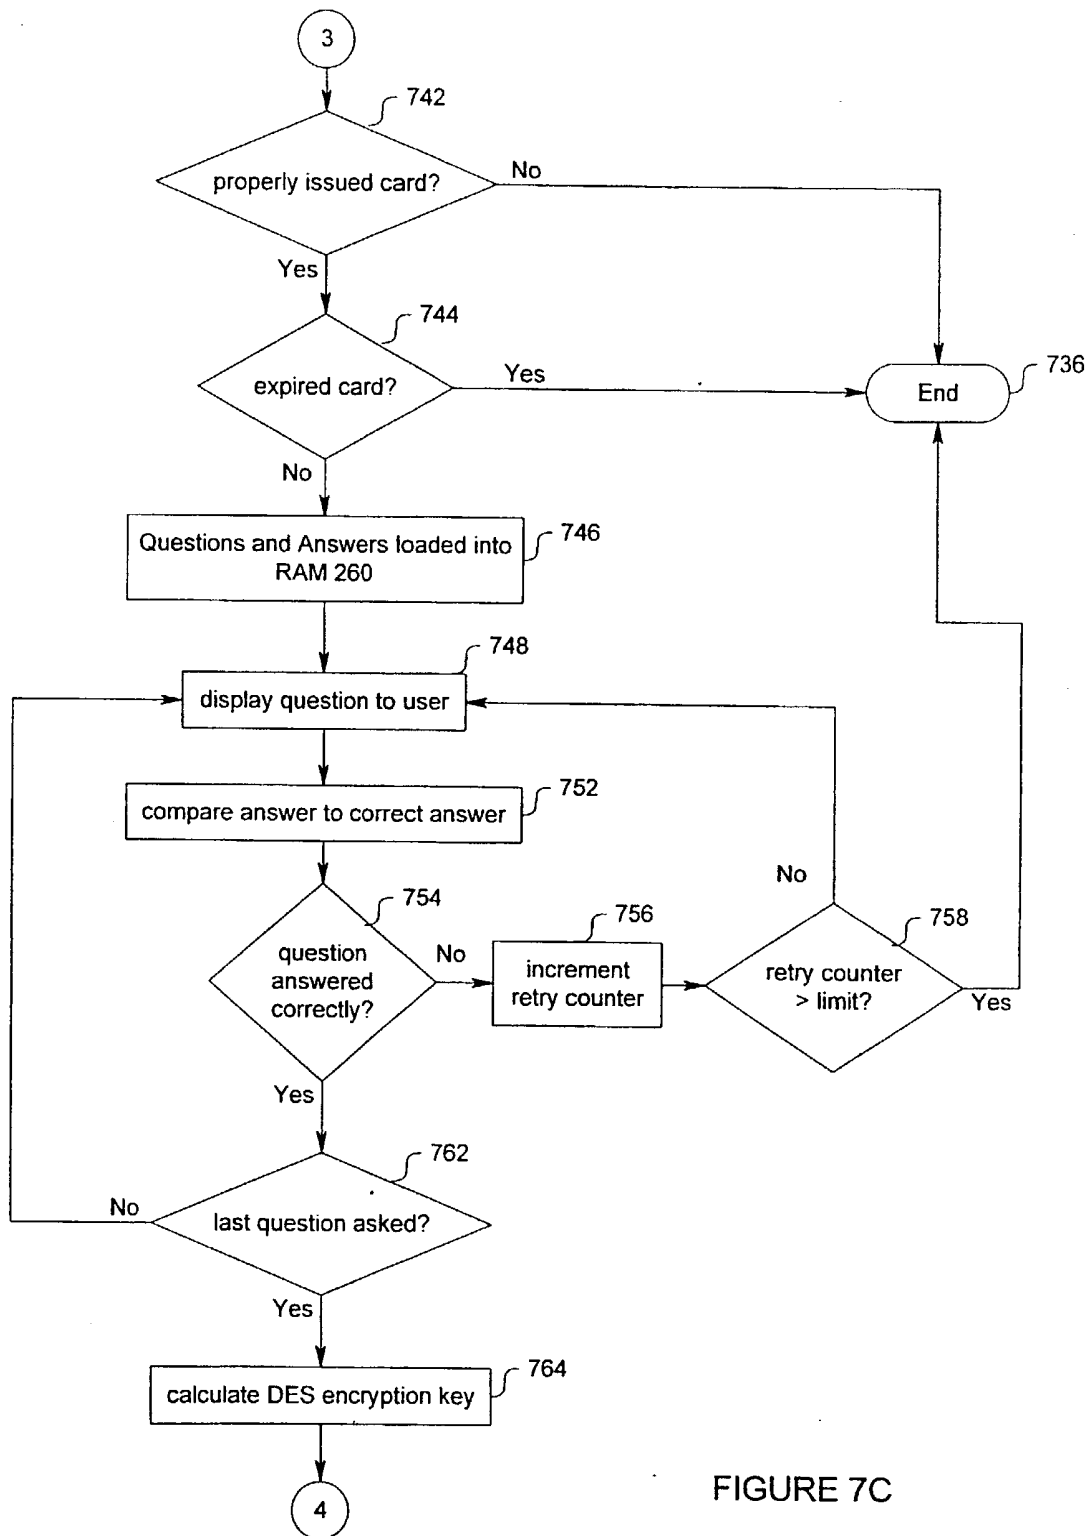 3
742
properly issued card?
No
Yes
744
expired card?
Yes
736
End
No
746
Questions and Answers loaded into
RAM 260
748
display question to user
752
compare answer to correct answer
No
754
756
758
question
answered
correctly?
No
increment
retry counter
retry counter
> limit?
Yes
Yes
762
No
last question asked?
Yes
764
calculate DES encryption key
4
FIGURE 7C